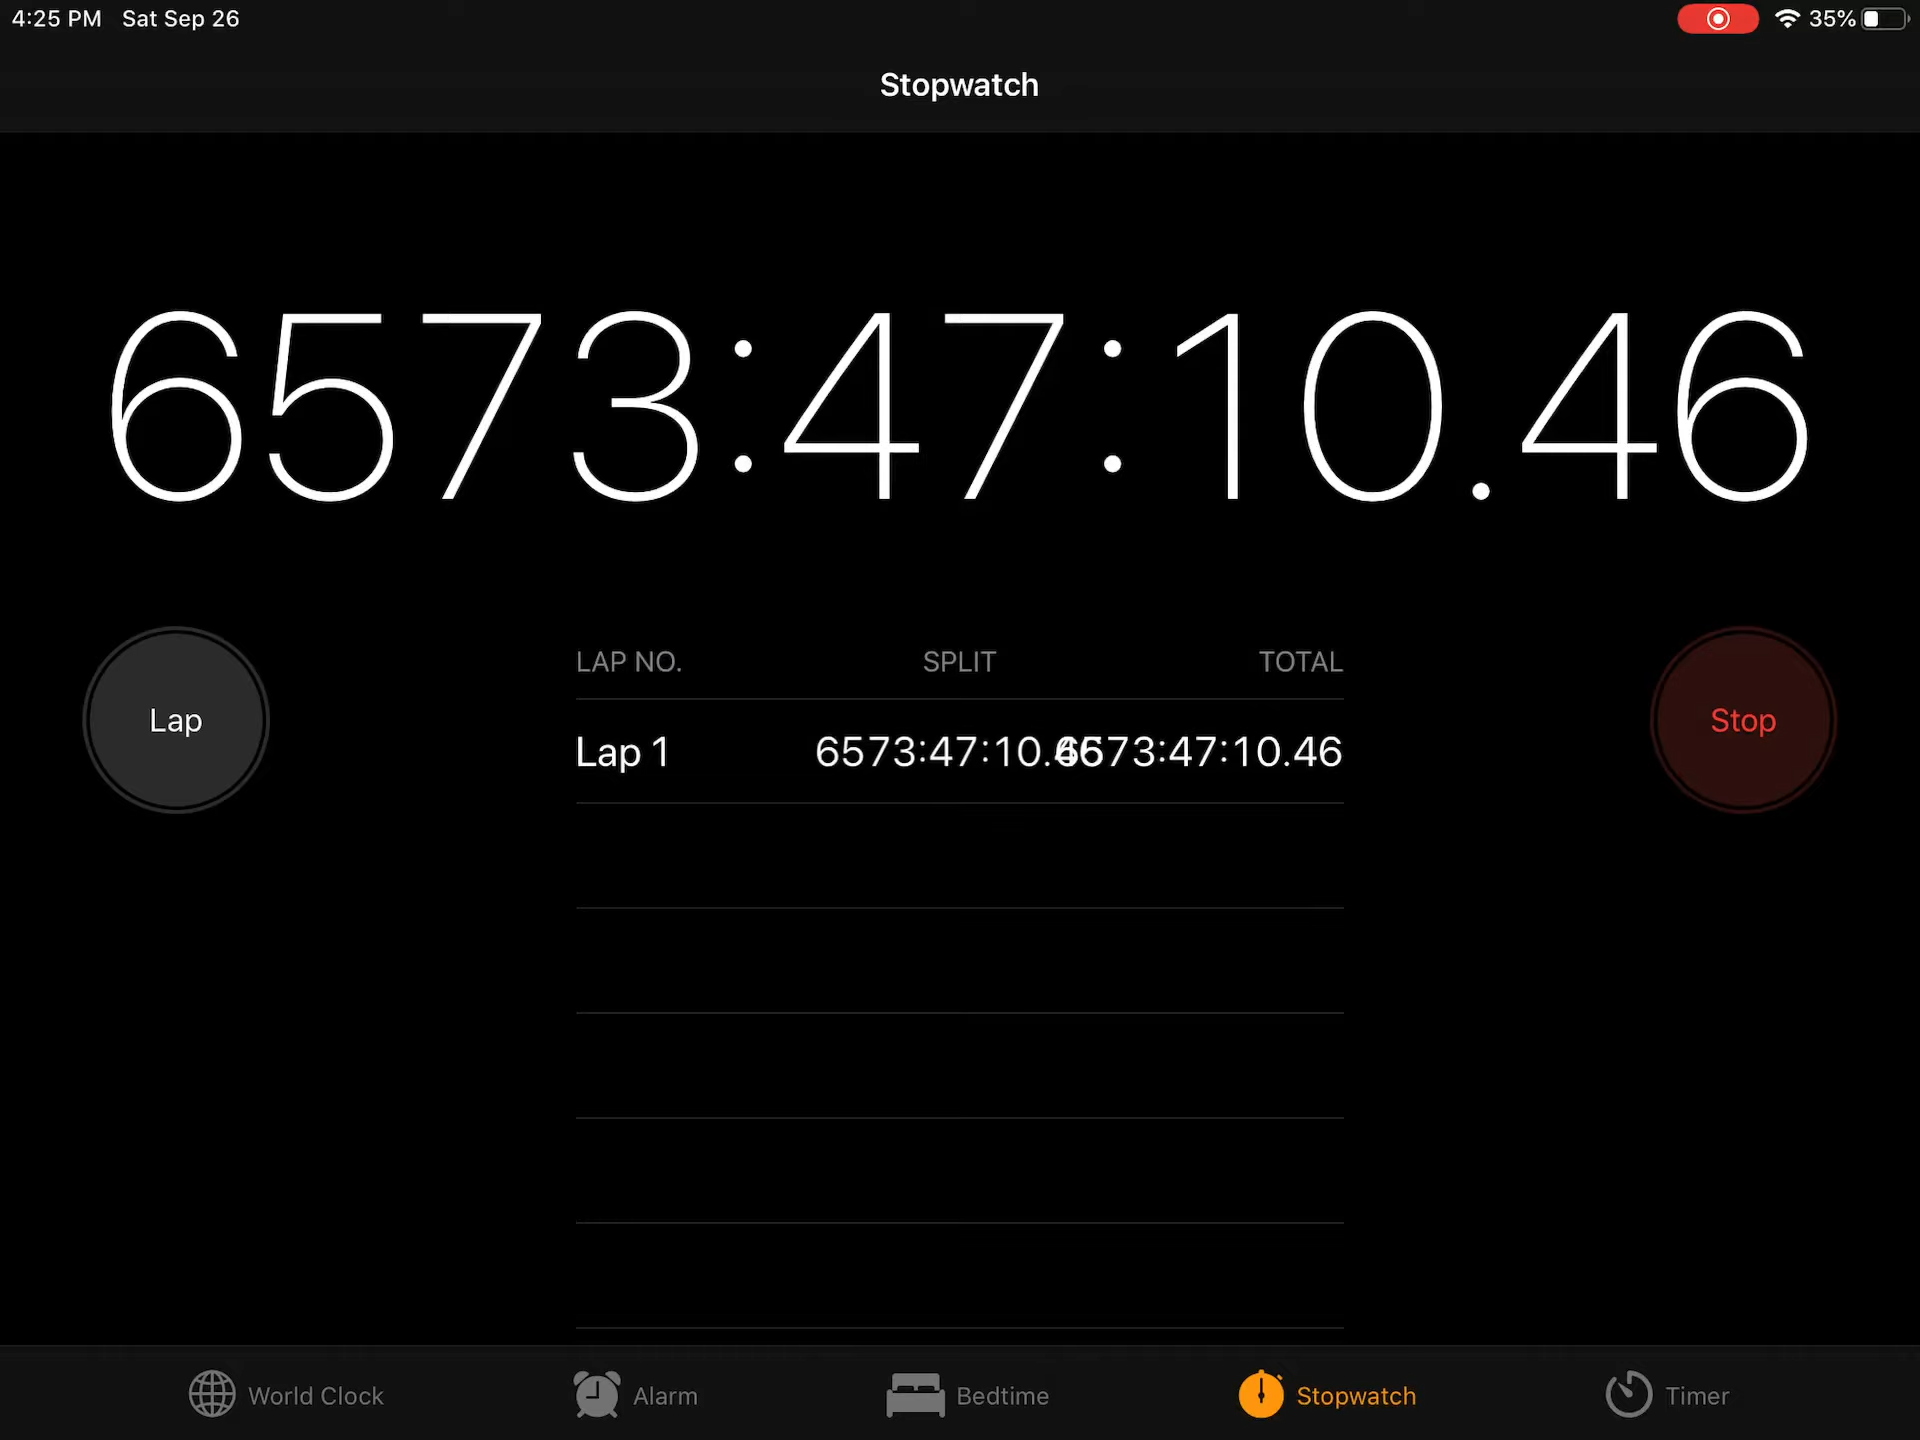 4:25 PM Sat Sep 26 35%
Stopwatch
6573:47:10.46
LAP NO. SPLIT TOTAL
Lap Stop
Lap 1 6573:47:10.46 6573:47:10.46
World Clock Alarm Bedtime Stopwatch Timer